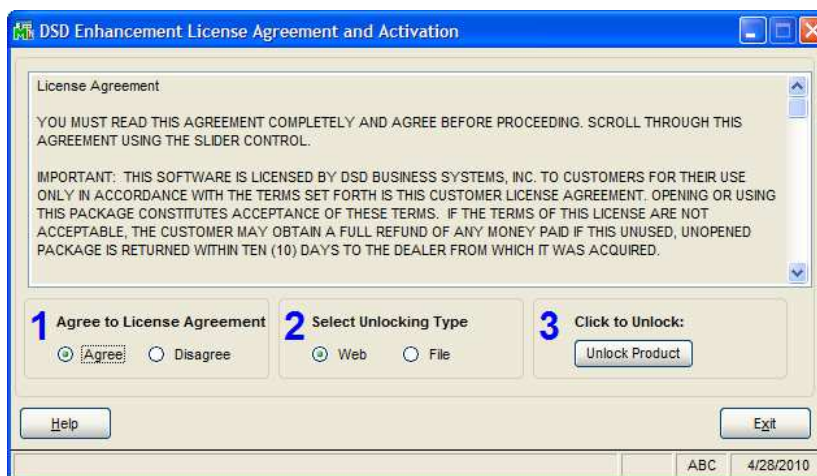 DSD Enhancement License Agreement and Activation
License Agreement
YOU MUST READ THIS AGREEMENT COMPLETELY AND AGREE BEFORE PROCEEDING. SCROLL THROUGH THIS
AGREEMENT USING THE SLIDER CONTROL.
IMPORTANT: THIS SOFTWARE IS LICENSED BY DSD BUSINESS SYSTEMS, INC. TO CUSTOMERS FOR THEIR USE
ONLY IN ACCORDANCE WITH THE TERMS SET FORTH IS THIS CUSTOMER LICENSE AGREEMENT. OPENING OR USING
THIS PACKAGE CONSTITUTES ACCEPTANCE OF THESE TERMS. IF THE TERMS OF THIS LICENSE ARE NOT
ACCEPTABLE, THE CUSTOMER MAY OBTAIN A FULL REFUND OF ANY MONEY PAID IF THIS UNUSED, UNOPENED
PACKAGE IS RETURNED WITHIN TEN (10) DAYS TO THE DEALER FROM WHICH IT WAS ACQUIRED.
1 Agree to License Agreement
Agree Disagree
2 Select Unlocking Type
Web File
3 Click to Unlock:
Unlock Product
Help Exit
ABC 4/28/2010